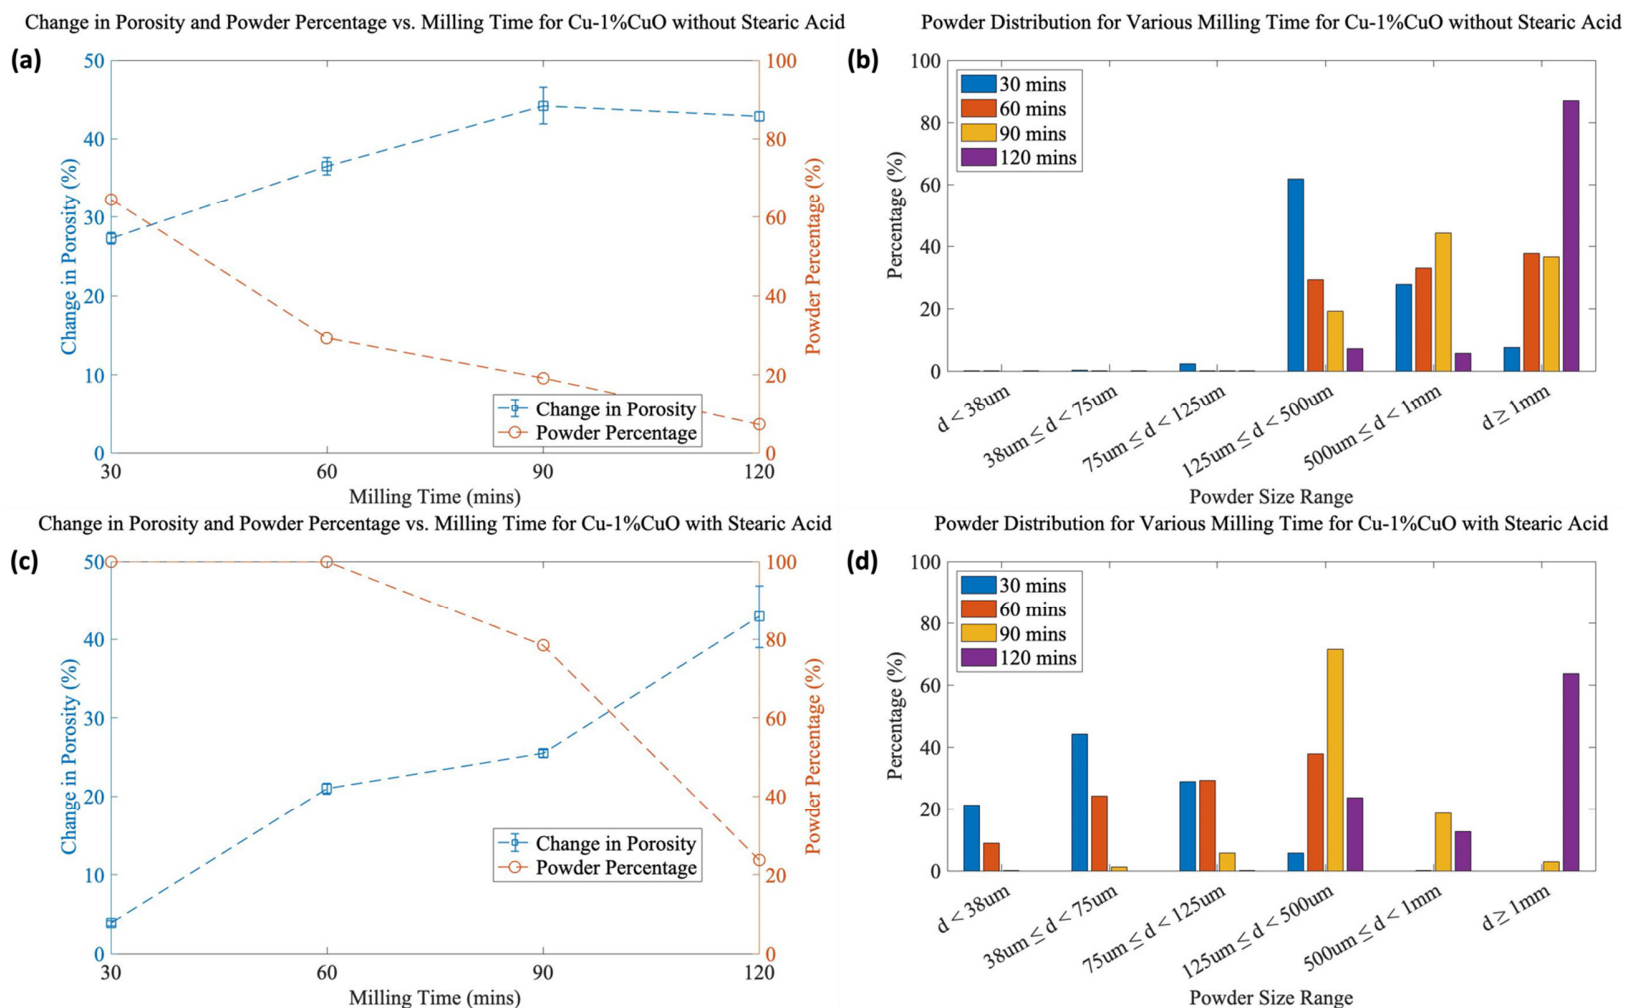 Change in Porosity and Powder Percentage vs. Milling Time for Cu-1%CuO without Stearic Acid
(a)
50
40
30
20
10
0
Change in Porosity (%)
100
80
60
40
20
0
Powder Percentage (%)
Change in Porosity
Powder Percentage
30
60
90
120
Milling Time (mins)
Powder Distribution for Various Milling Time for Cu-1%CuO without Stearic Acid
(b)
100
80
60
40
20
0
Percentage (%)
30 mins
60 mins
90 mins
120 mins
d < 38um
38um ≤ d < 75um
75um ≤ d < 125um
125um ≤ d < 500um
500um ≤ d < 1mm
d ≥ 1mm
Powder Size Range
Change in Porosity and Powder Percentage vs. Milling Time for Cu-1%CuO with Stearic Acid
(c)
50
40
30
20
10
0
Change in Porosity (%)
100
80
60
40
20
0
Powder Percentage (%)
Change in Porosity
Powder Percentage
30
60
90
120
Milling Time (mins)
Powder Distribution for Various Milling Time for Cu-1%CuO with Stearic Acid
(d)
100
80
60
40
20
0
Percentage (%)
30 mins
60 mins
90 mins
120 mins
d < 38um
38um ≤ d < 75um
75um ≤ d < 125um
125um ≤ d < 500um
500um ≤ d < 1mm
d ≥ 1mm
Powder Size Range